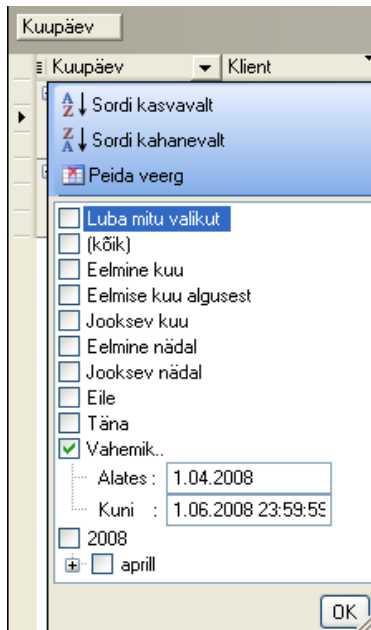 Kuupäev
Kuupäev Klient
Sordi kasvavalt
Sordi kahanevalt
Peida veerg
Luba mitu valikut
(kõik)
Eelmine kuu
Eelmise kuu algusest
Jooksev kuu
Eelmine nädal
Jooksev nädal
Eile
Täna
Vahemik..
Alates : 1.04.2008
Kuni : 1.06.2008 23:59:59
2008
aprill
OK